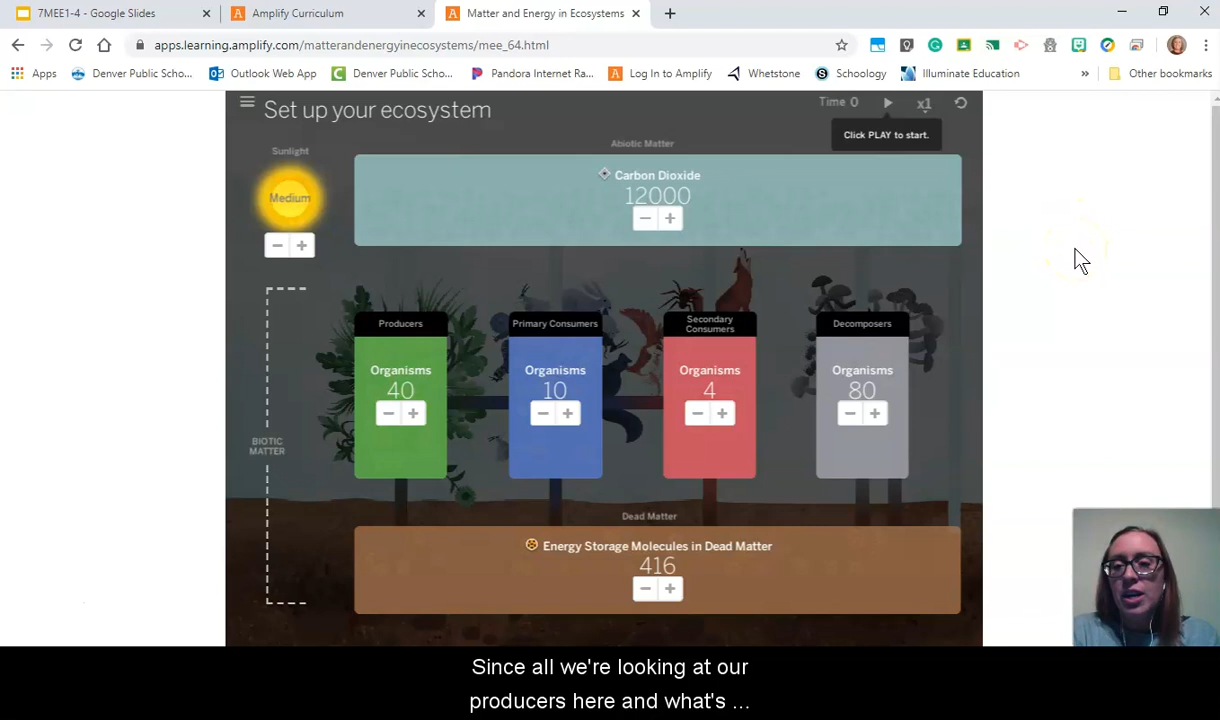 7MEE1-4 - Google Slides
Amplify Curriculum
Matter and Energy in Ecosystems
apps.learning.amplify.com/matterandenergyinecosystems/mee_64.html
Apps
Denver Public Scho...
Outlook Web App
Denver Public Scho...
Pandora Internet Ra...
Log In to Amplify
Whetstone
Schoology
Illuminate Education
»
Other bookmarks
Set up your ecosystem
Time 0
x1
Click PLAY to start.
Sunlight
Medium
− +
Abiotic Matter
Carbon Dioxide
12000
− +
BIOTIC
MATTER
Producers
Organisms
40
− +
Primary Consumers
Organisms
10
− +
Secondary
Consumers
Organisms
4
− +
Decomposers
Organisms
80
− +
Dead Matter
Energy Storage Molecules in Dead Matter
416
− +
Since all we're looking at our
producers here and what's ...